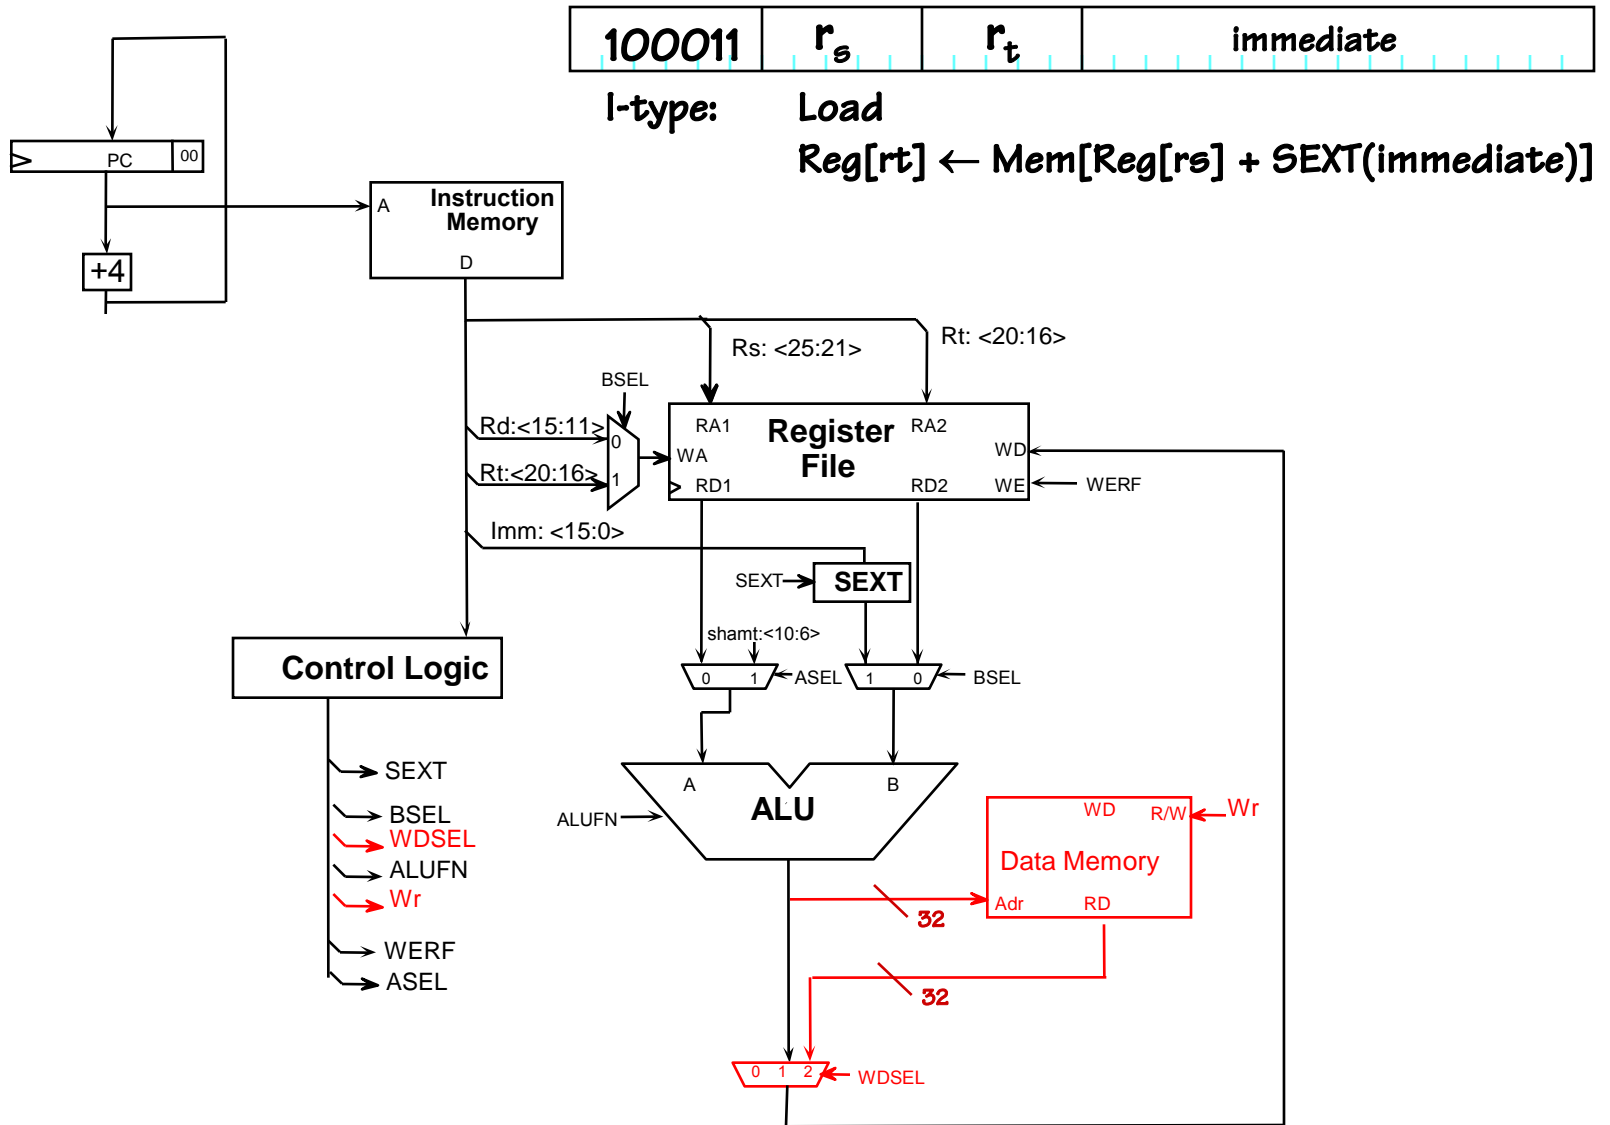 100011 rs rt immediate
I-type: Load
Reg[rt] ← Mem[Reg[rs] + SEXT(immediate)]
PC 00
A Instruction
Memory
D
+4
Rs: <25:21>
Rt: <20:16>
BSEL
Rd:<15:11>
Rt:<20:16>
0
1
RA1 Register RA2
File
WA WD
RD1 RD2 WE
WERF
Imm: <15:0>
SEXT SEXT
shamt:<10:6>
0 1 ASEL 1 0 BSEL
Control Logic
SEXT
BSEL
WDSEL
ALUFN
Wr
WERF
ASEL
A B
ALU
ALUFN
WD R/W Wr
Data Memory
Adr RD
32
32
0 1 2 WDSEL